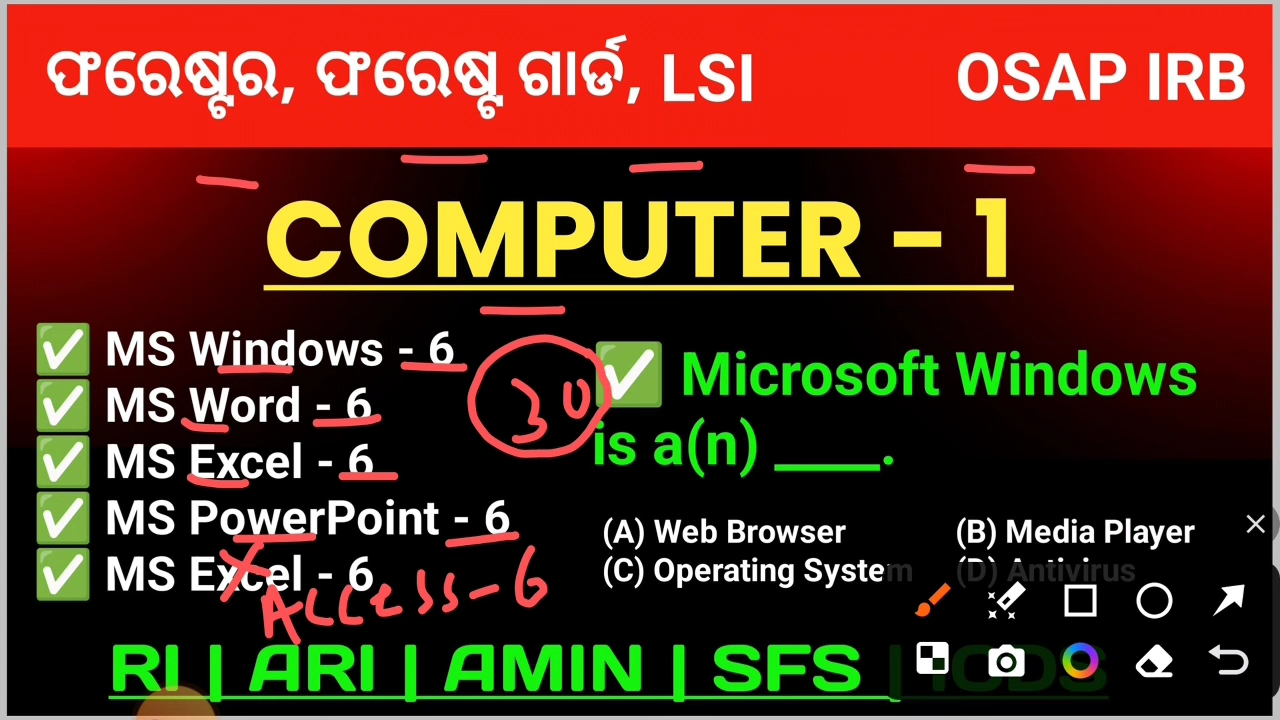 ଫରେଷ୍ଟର, ଫରେଷ୍ଟ ଗାର୍ଡ, LSI OSAP IRB
COMPUTER - 1
✅ MS Windows - 6
✅ MS Word - 6
✅ MS Excel - 6
✅ MS PowerPoint - 6
✅ MS Excel - 6
Access - 6
30
✅ Microsoft Windows
is a(n) ____.
(A) Web Browser (B) Media Player
(C) Operating System (D) Antivirus
RI | ARI | AMIN | SFS | ICDS